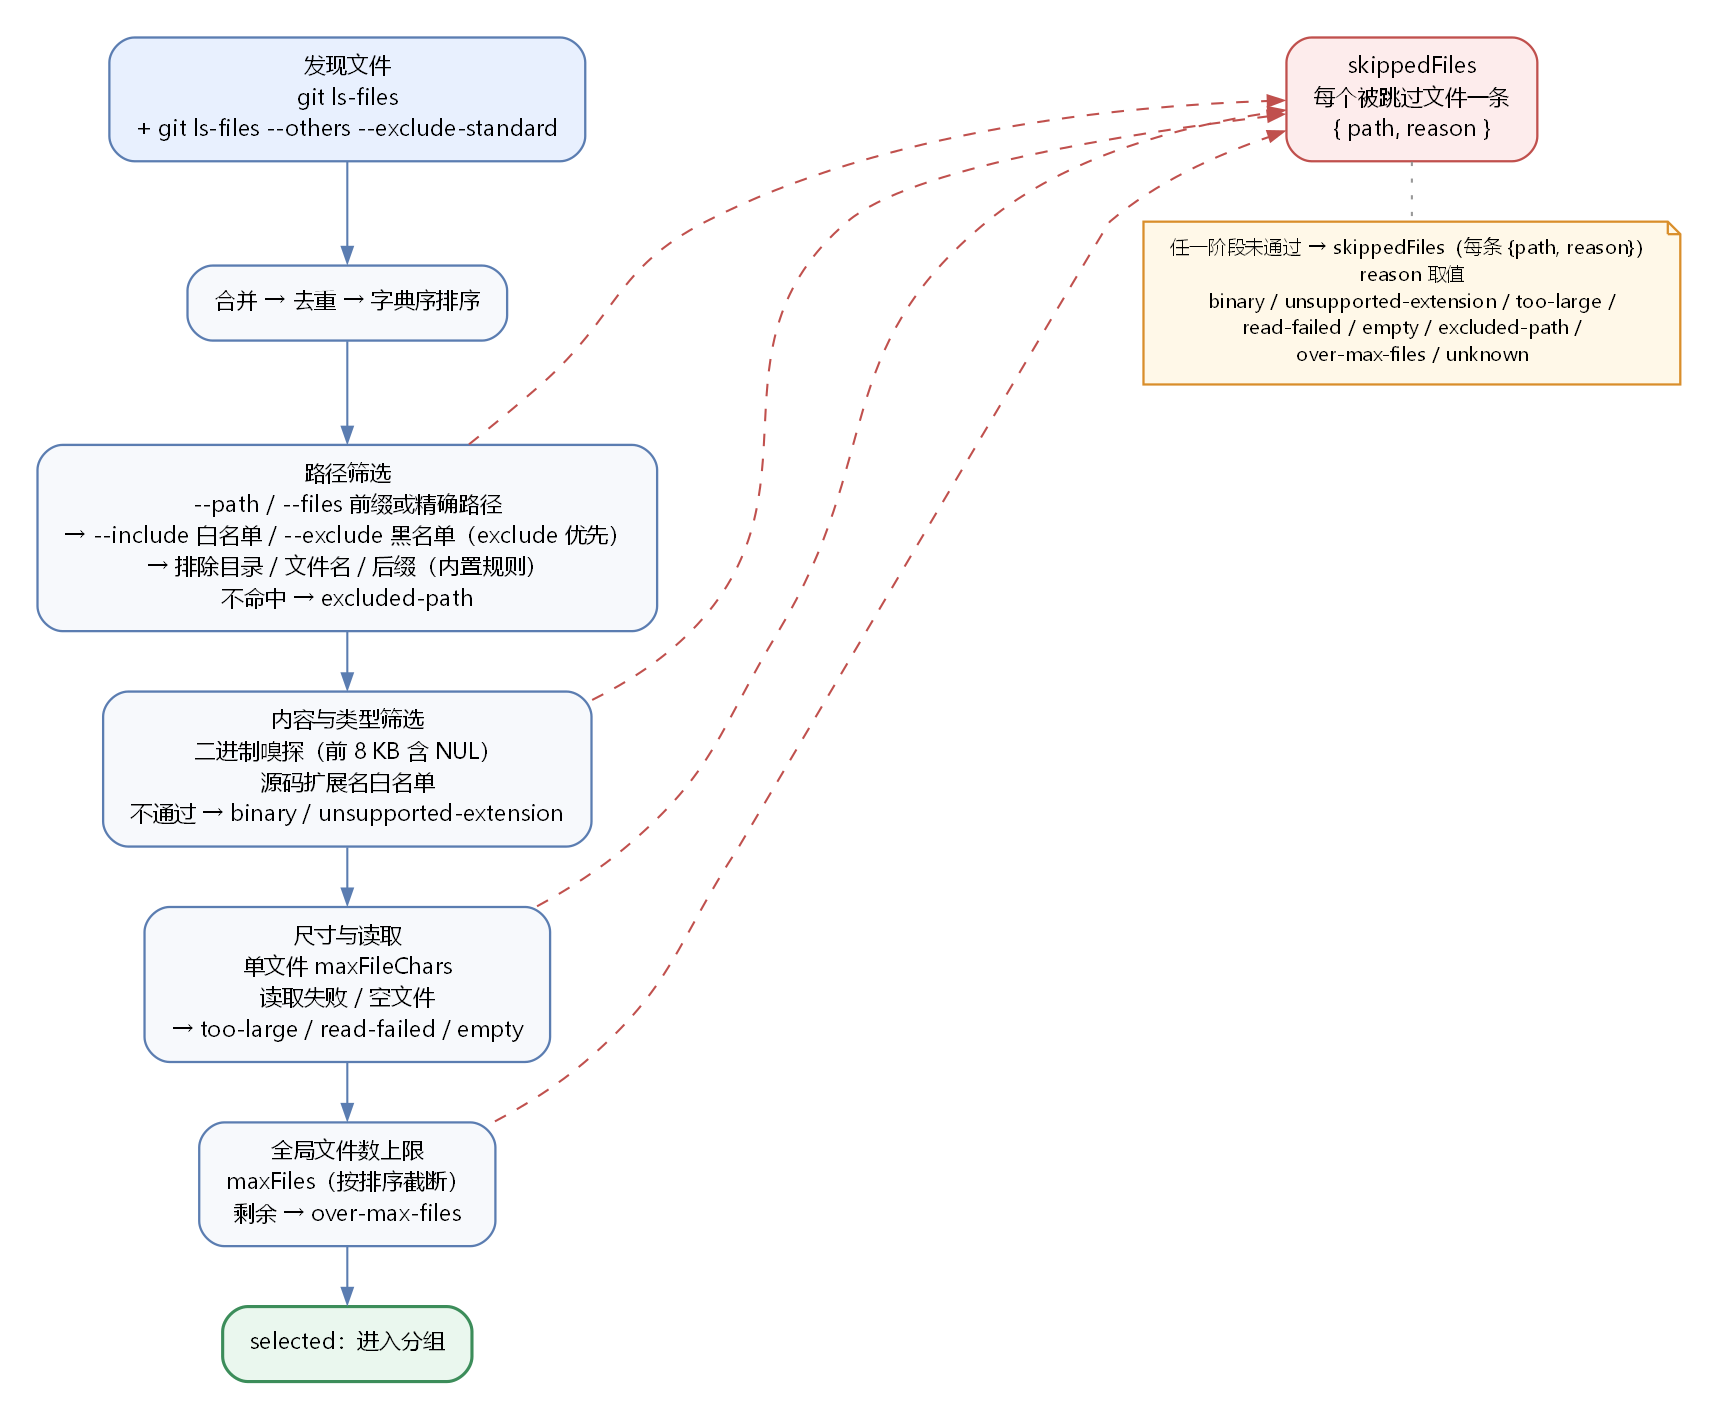 发现文件
git ls-files
+ git ls-files --others --exclude-standard
合并 → 去重 → 字典序排序
路径筛选
--path / --files 前缀或精确路径
→ --include 白名单 / --exclude 黑名单（exclude 优先）
→ 排除目录 / 文件名 / 后缀（内置规则）
不命中 → excluded-path
内容与类型筛选
二进制嗅探（前 8 KB 含 NUL）
源码扩展名白名单
不通过 → binary / unsupported-extension
尺寸与读取
单文件 maxFileChars
读取失败 / 空文件
→ too-large / read-failed / empty
全局文件数上限
maxFiles（按排序截断）
剩余 → over-max-files
selected：进入分组
skippedFiles
每个被跳过文件一条
{ path, reason }
任一阶段未通过 → skippedFiles（每条 {path, reason}）
reason 取值
binary / unsupported-extension / too-large /
read-failed / empty / excluded-path /
over-max-files / unknown